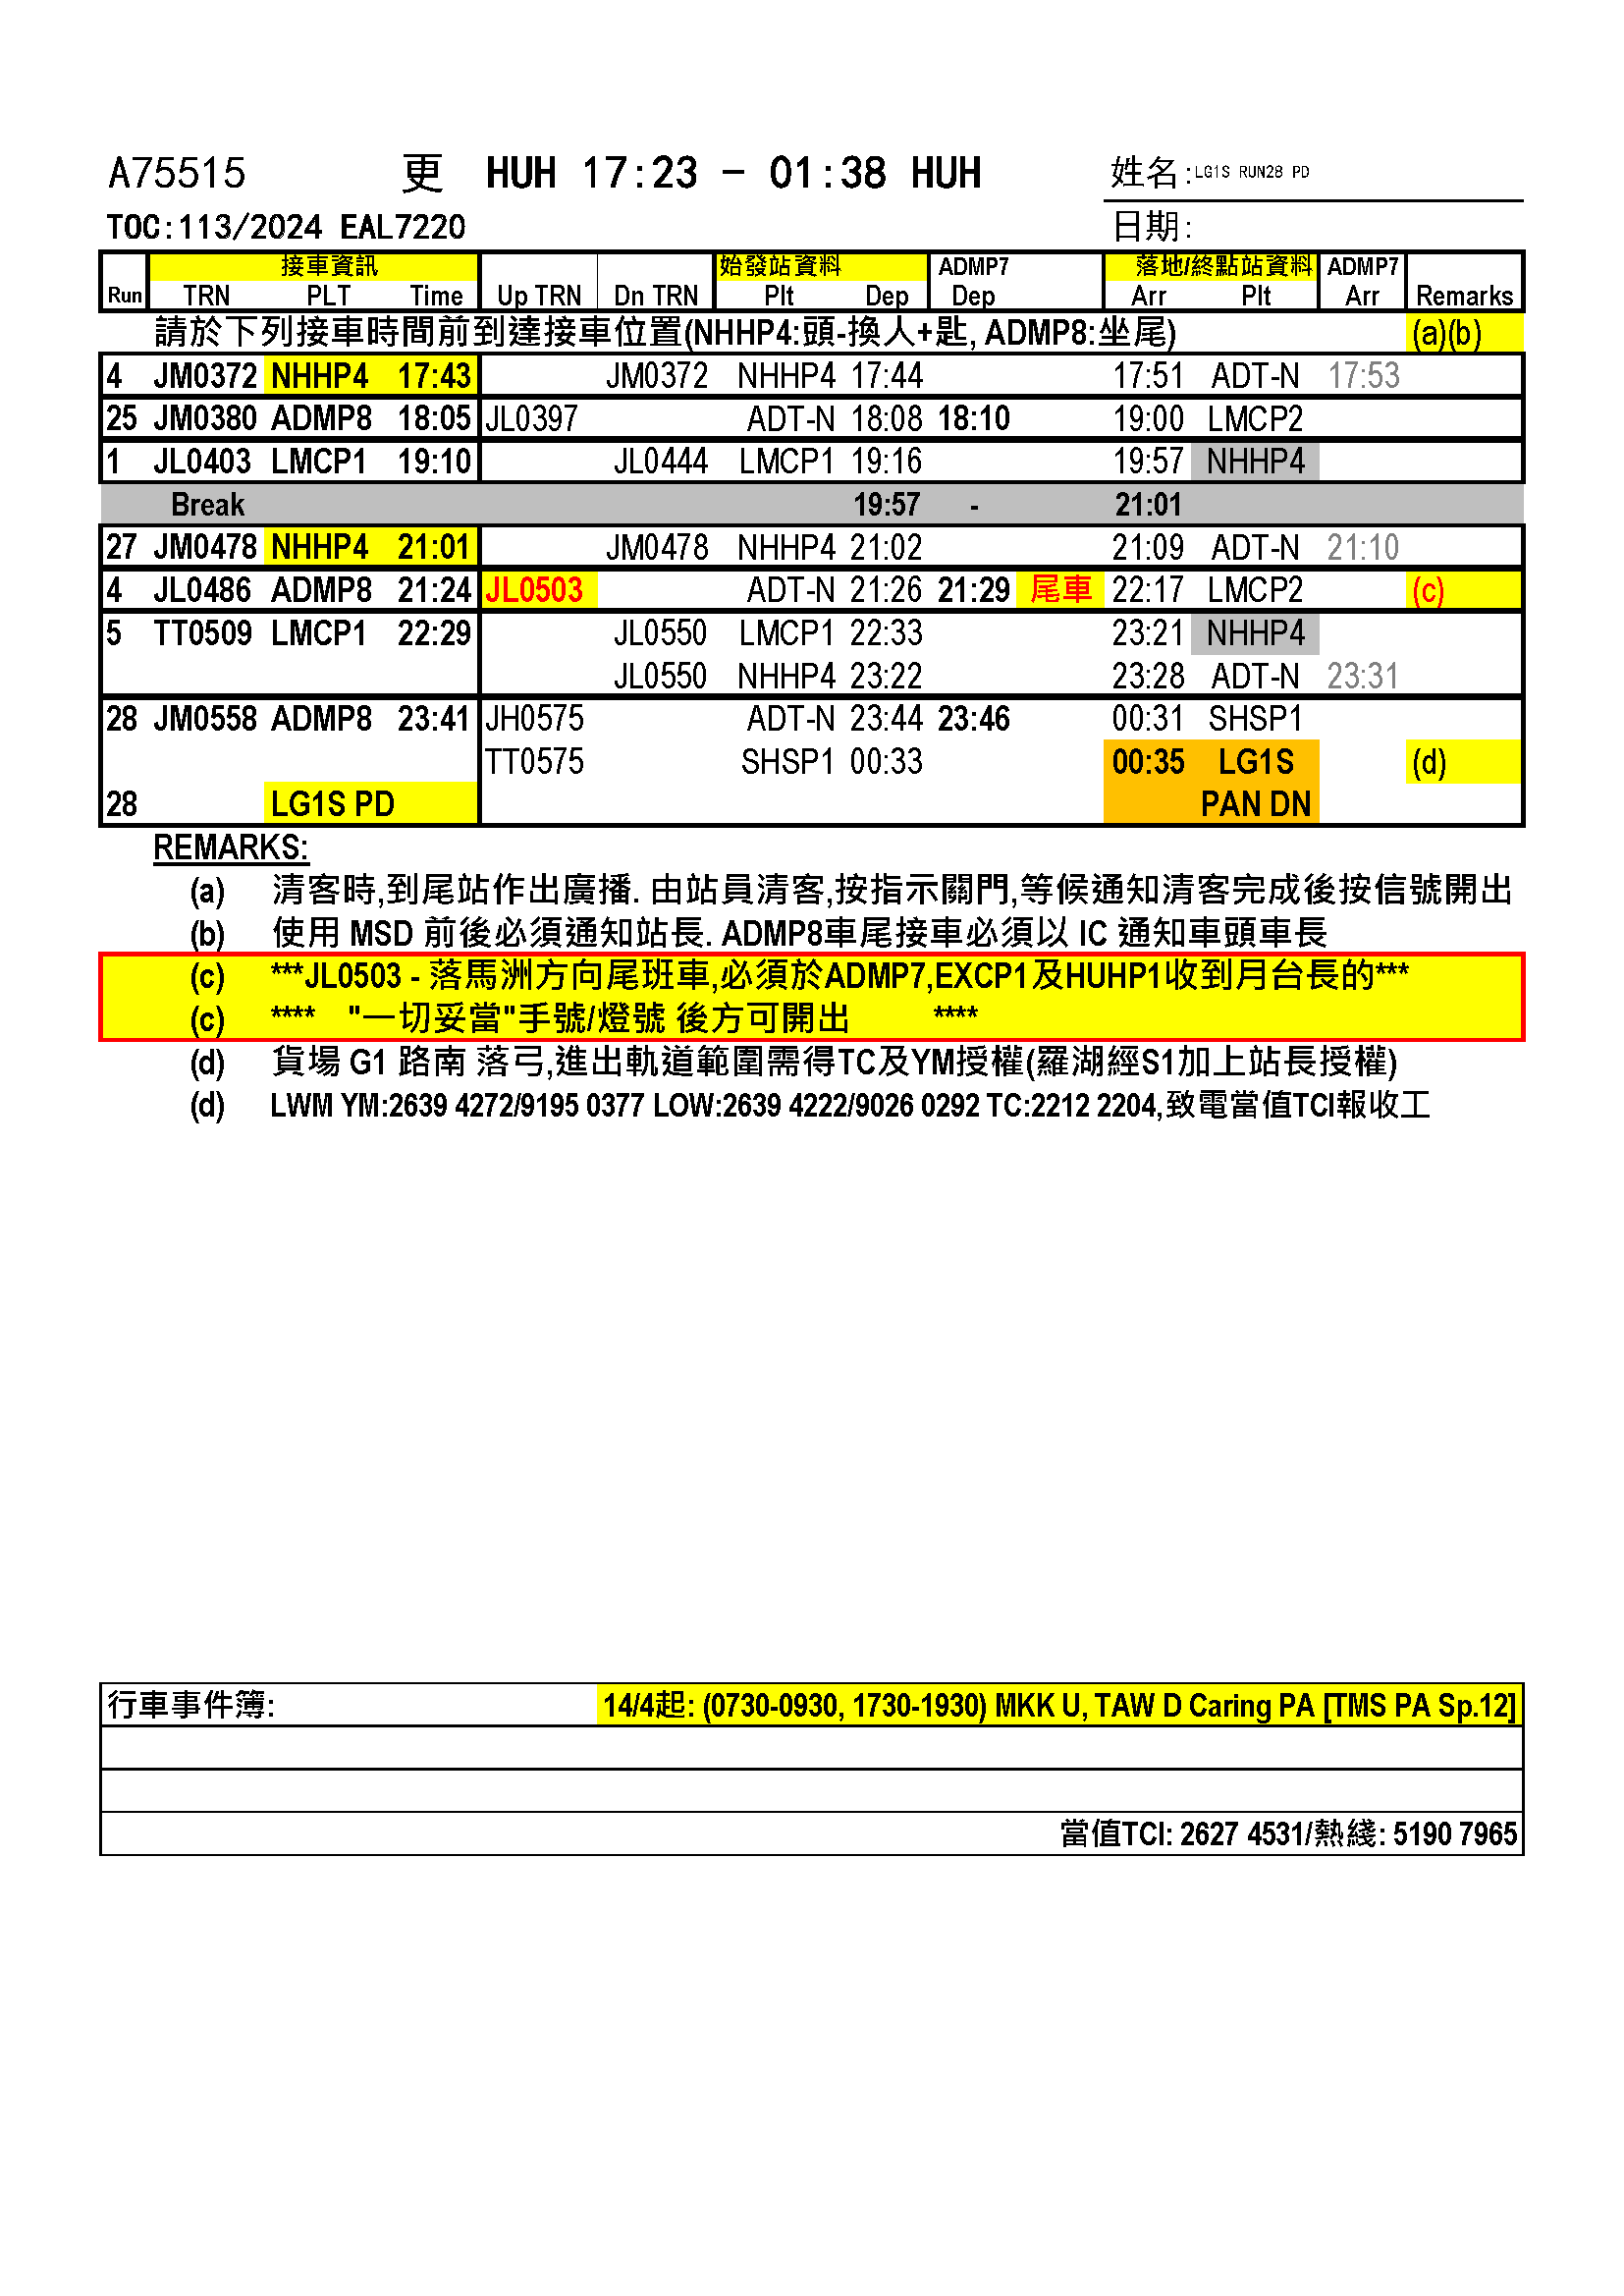 A75515 更 HUH 17:23 - 01:38 HUH 姓名:LG1S RUN28 PD
TOC:113/2024 EAL7220 日期:
接車資訊 始發站資料 ADMP7 落地/終點站資料 ADMP7
Run TRN PLT Time Up TRN Dn TRN Plt Dep Dep Arr Plt Arr Remarks
請於下列接車時間前到達接車位置(NHHP4:頭-換人+匙, ADMP8:坐尾) (a)(b)
4 JM0372 NHHP4 17:43 JM0372 NHHP4 17:44 17:51 ADT-N 17:53
25 JM0380 ADMP8 18:05 JL0397 ADT-N 18:08 18:10 19:00 LMCP2
1 JL0403 LMCP1 19:10 JL0444 LMCP1 19:16 19:57 NHHP4
Break 19:57 - 21:01
27 JM0478 NHHP4 21:01 JM0478 NHHP4 21:02 21:09 ADT-N 21:10
4 JL0486 ADMP8 21:24 JL0503 ADT-N 21:26 21:29 尾車 22:17 LMCP2 (c)
5 TT0509 LMCP1 22:29 JL0550 LMCP1 22:33 23:21 NHHP4
JL0550 NHHP4 23:22 23:28 ADT-N 23:31
28 JM0558 ADMP8 23:41 JH0575 ADT-N 23:44 23:46 00:31 SHSP1
TT0575 SHSP1 00:33 00:35 LG1S (d)
28 LG1S PD PAN DN
REMARKS:
(a) 清客時,到尾站作出廣播. 由站員清客,按指示關門,等候通知清客完成後按信號開出
(b) 使用 MSD 前後必須通知站長. ADMP8車尾接車必須以 IC 通知車頭車長
(c) ***JL0503 - 落馬洲方向尾班車,必須於ADMP7,EXCP1及HUHP1收到月台長的***
(c) **** "一切妥當"手號/燈號 後方可開出 ****
(d) 貨場 G1 路南 落弓,進出軌道範圍需得TC及YM授權(羅湖經S1加上站長授權)
(d) LWM YM:2639 4272/9195 0377 LOW:2639 4222/9026 0292 TC:2212 2204,致電當值TCI報收工
行車事件簿: 14/4起: (0730-0930, 1730-1930) MKK U, TAW D Caring PA [TMS PA Sp.12]
當值TCI: 2627 4531/熱綫: 5190 7965